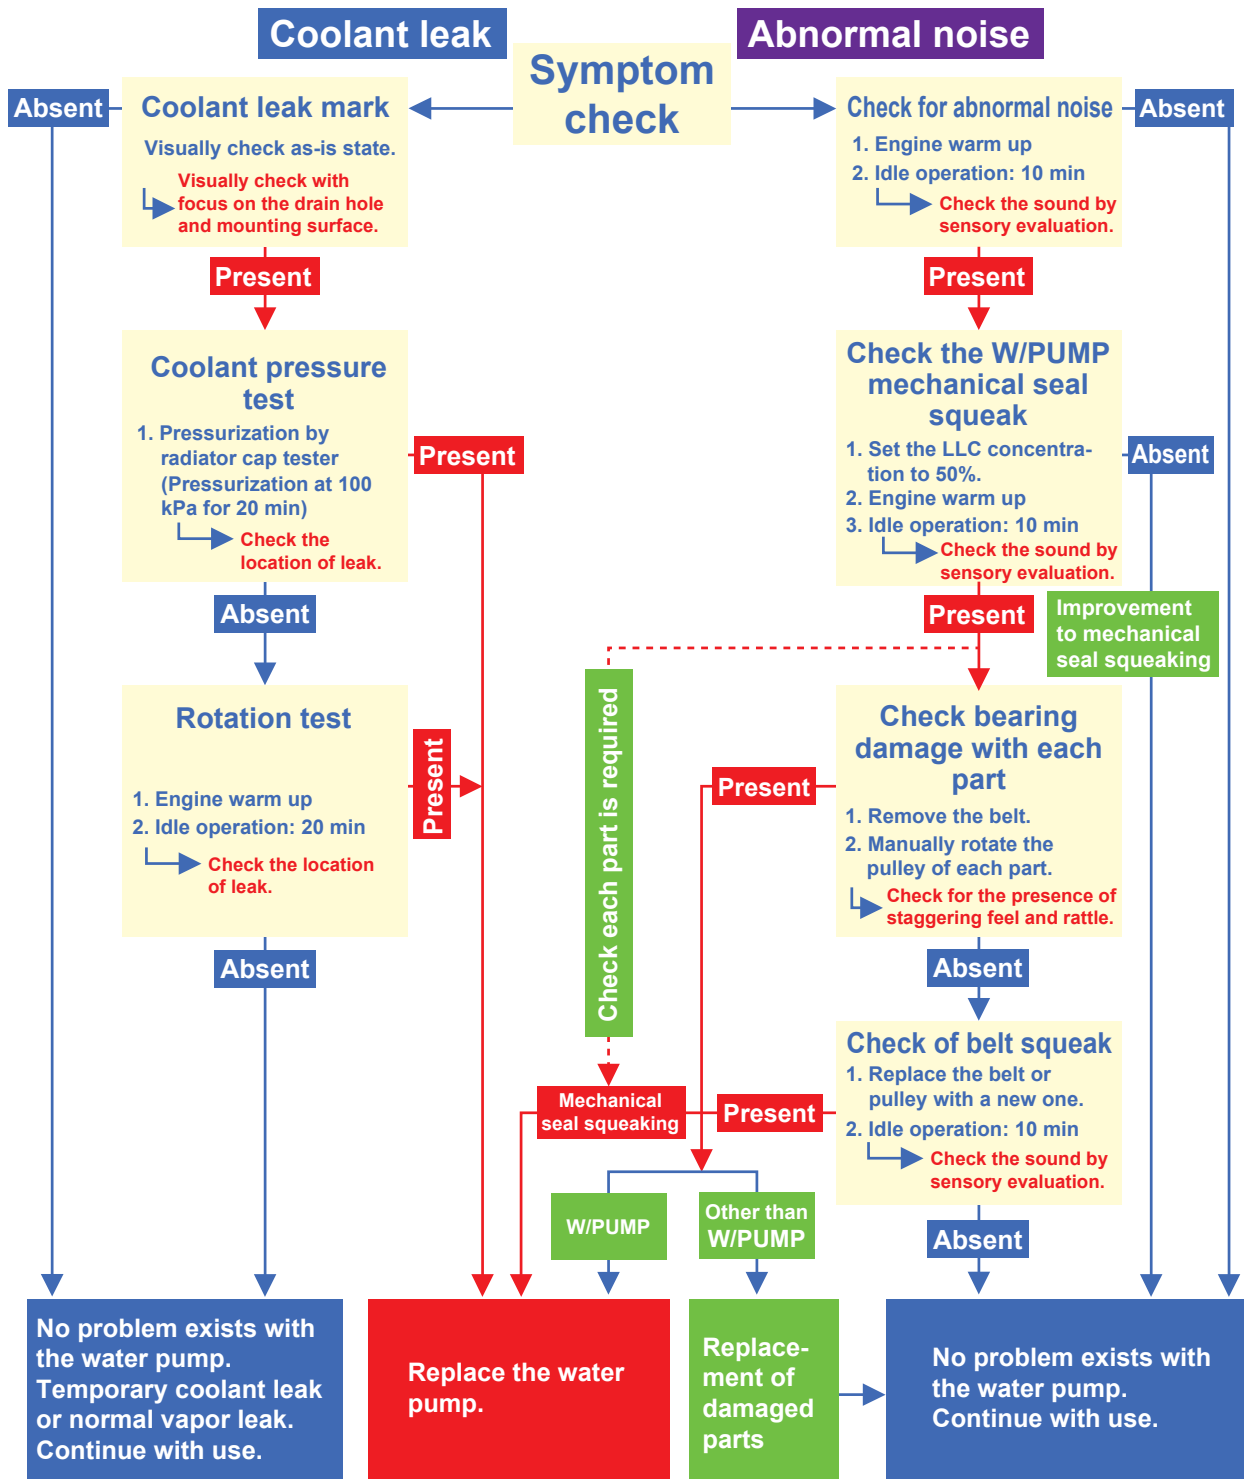 Coolant leak
Abnormal noise
Symptom
check
Absent
Coolant leak mark
Visually check as-is state.
Visually check with
focus on the drain hole
and mounting surface.
Present
Coolant pressure
test
1. Pressurization by
radiator cap tester
(Pressurization at 100
kPa for 20 min)
Check the
location of leak.
Present
Absent
Rotation test
1. Engine warm up
2. Idle operation: 20 min
Check the location
of leak.
Present
Absent
Check for abnormal noise
1. Engine warm up
2. Idle operation: 10 min
Check the sound by
sensory evaluation.
Absent
Present
Check the W/PUMP
mechanical seal
squeak
1. Set the LLC concentra-
tion to 50%.
2. Engine warm up
3. Idle operation: 10 min
Check the sound by
sensory evaluation.
Absent
Improvement
to mechanical
seal squeaking
Present
Check each part is required
Check bearing
damage with each
part
1. Remove the belt.
2. Manually rotate the
pulley of each part.
Check for the presence of
staggering feel and rattle.
Present
Absent
Check of belt squeak
1. Replace the belt or
pulley with a new one.
2. Idle operation: 10 min
Check the sound by
sensory evaluation.
Present
Mechanical
seal squeaking
W/PUMP
Other than
W/PUMP
Absent
No problem exists with
the water pump.
Temporary coolant leak
or normal vapor leak.
Continue with use.
Replace the water
pump.
Replace-
ment of
damaged
parts
No problem exists with
the water pump.
Continue with use.